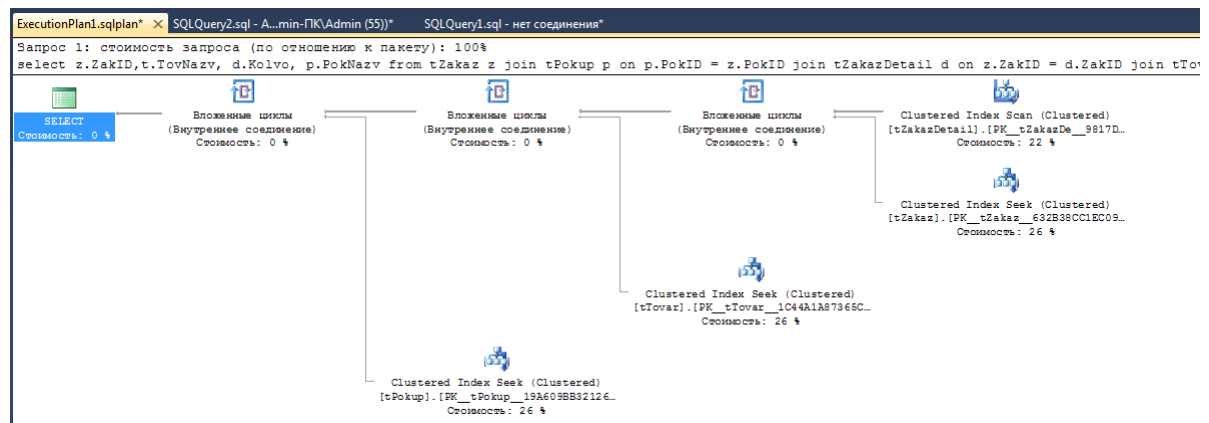 ExecutionPlan1.sqlplan* × SQLQuery2.sql - A...min-ПК\Admin (55))* SQLQuery1.sql - нет соединения*
Запрос 1: стоимость запроса (по отношению к пакету): 100%
select z.ZakID,t.TovNazv, d.Kolvo, p.PokNazv from tZakaz z join tPokup p on p.PokID = z.PokID join tZakazDetail d on z.ZakID = d.ZakID join tTov
SELECT
Стоимость: 0 %
Вложенные циклы
(Внутреннее соединение)
Стоимость: 0 %
Вложенные циклы
(Внутреннее соединение)
Стоимость: 0 %
Вложенные циклы
(Внутреннее соединение)
Стоимость: 0 %
Clustered Index Scan (Clustered)
[tZakazDetail].[PK__tZakazDe__9817D…
Стоимость: 22 %
Clustered Index Seek (Clustered)
[tZakaz].[PK__tZakaz__632B38CC1EC09…
Стоимость: 26 %
Clustered Index Seek (Clustered)
[tTovar].[PK__tTovar__1C44A1A87365C…
Стоимость: 26 %
Clustered Index Seek (Clustered)
[tPokup].[PK__tPokup__19A609BB32126…
Стоимость: 26 %